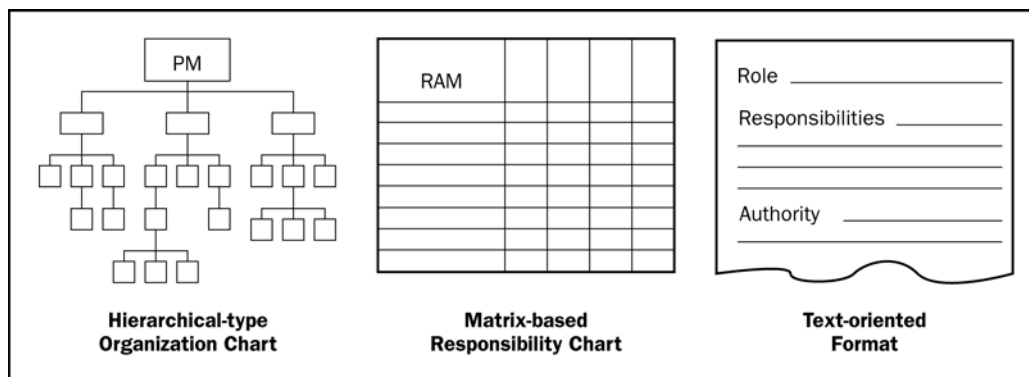 PM
RAM
Role
Responsibilities
Authority
Hierarchical-type
Organization Chart
Matrix-based
Responsibility Chart
Text-oriented
Format